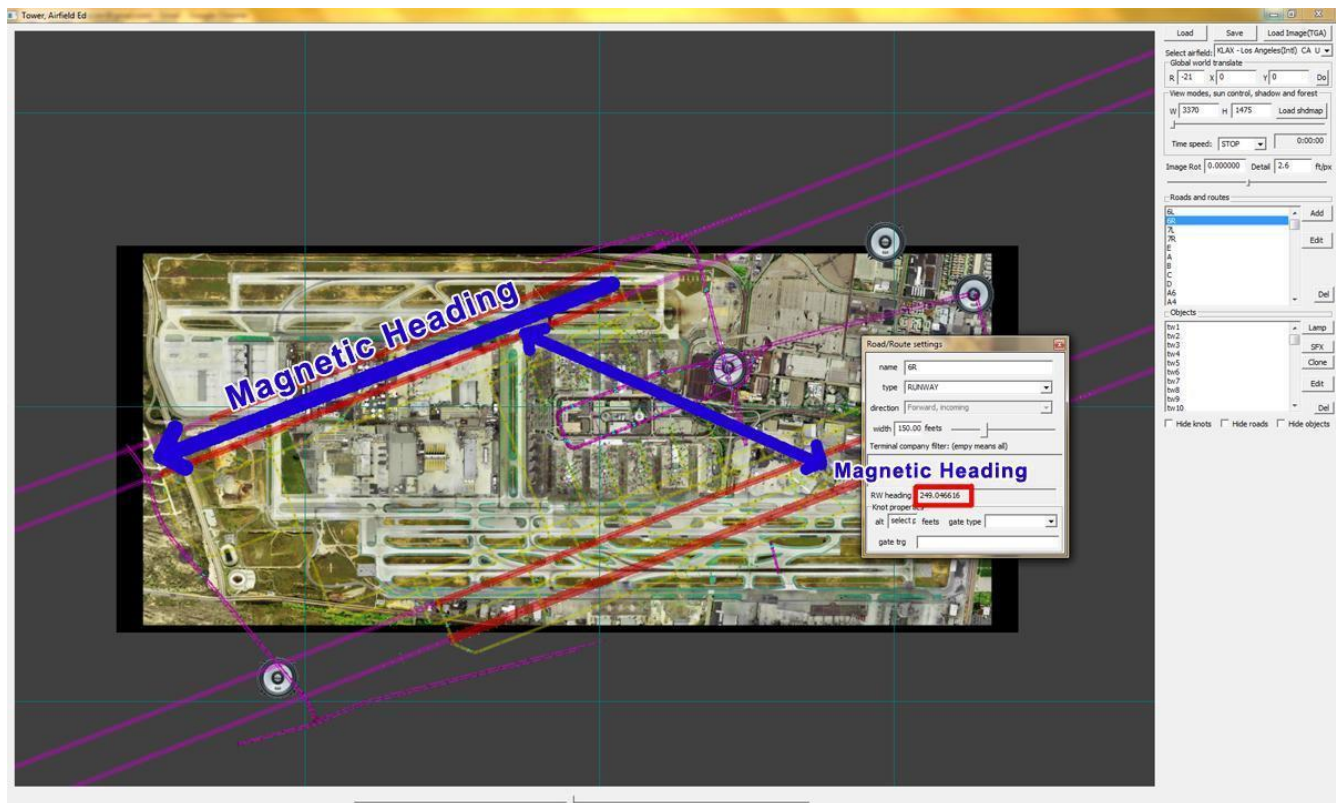 Tower, Airfield Ed
Load Save Load Image(TGA)
Select airfield: KLAX - Los Angeles(Intl) CA U
Global world translate
R -21 X 0 Y 0 Do
View modes, sun control, shadow and forest
W 3370 H 1475 Load shdmap
Time speed: STOP 0:00:00
Image Rot 0.000000 Detail 2.6 ft/px
Roads and routes
6L
6R
7L
7R
E
A
B
C
D
A6
A4
Add
Edit
Del
Objects
tw1
tw2
tw3
tw4
tw5
tw6
tw7
tw8
tw9
tw10
Lamp
SFX
Clone
Edit
Del
Hide knots Hide roads Hide objects
Magnetic Heading
Road/Route settings
name 6R
type RUNWAY
direction Forward, incoming
width 150.00 feets
Terminal company filter: (empy means all)
Magnetic Heading
RW heading 249.046616
Knot properties
alt select p feets gate type
gate trg